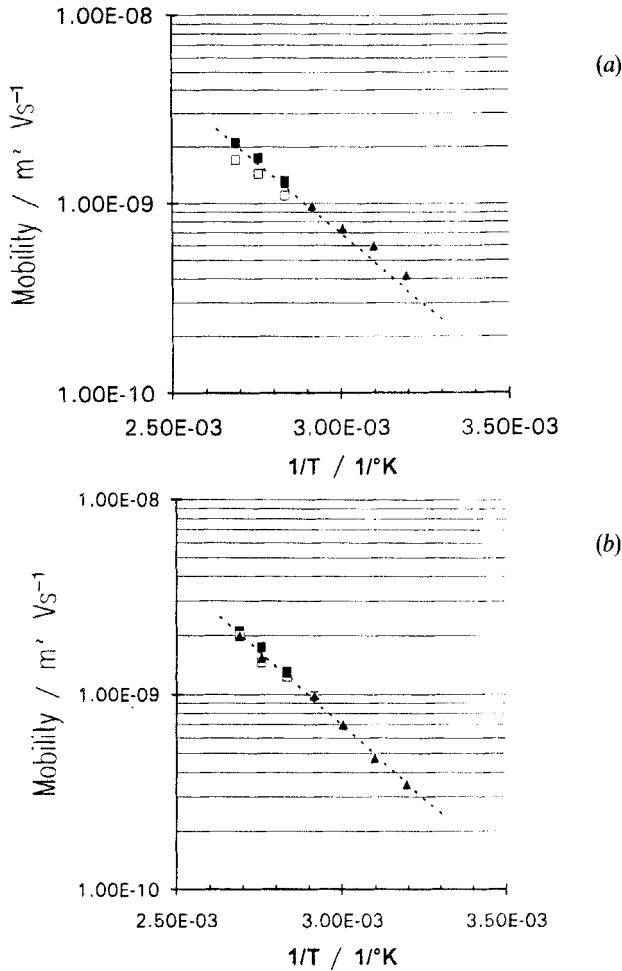 1.00E-08
(a)
1.00E-09
1.00E-10
Mobility / m² Vs⁻¹
2.50E-03 3.00E-03 3.50E-03
1/T / 1/°K
1.00E-08
(b)
1.00E-09
1.00E-10
Mobility / m² Vs⁻¹
2.50E-03 3.00E-03 3.50E-03
1/T / 1/°K